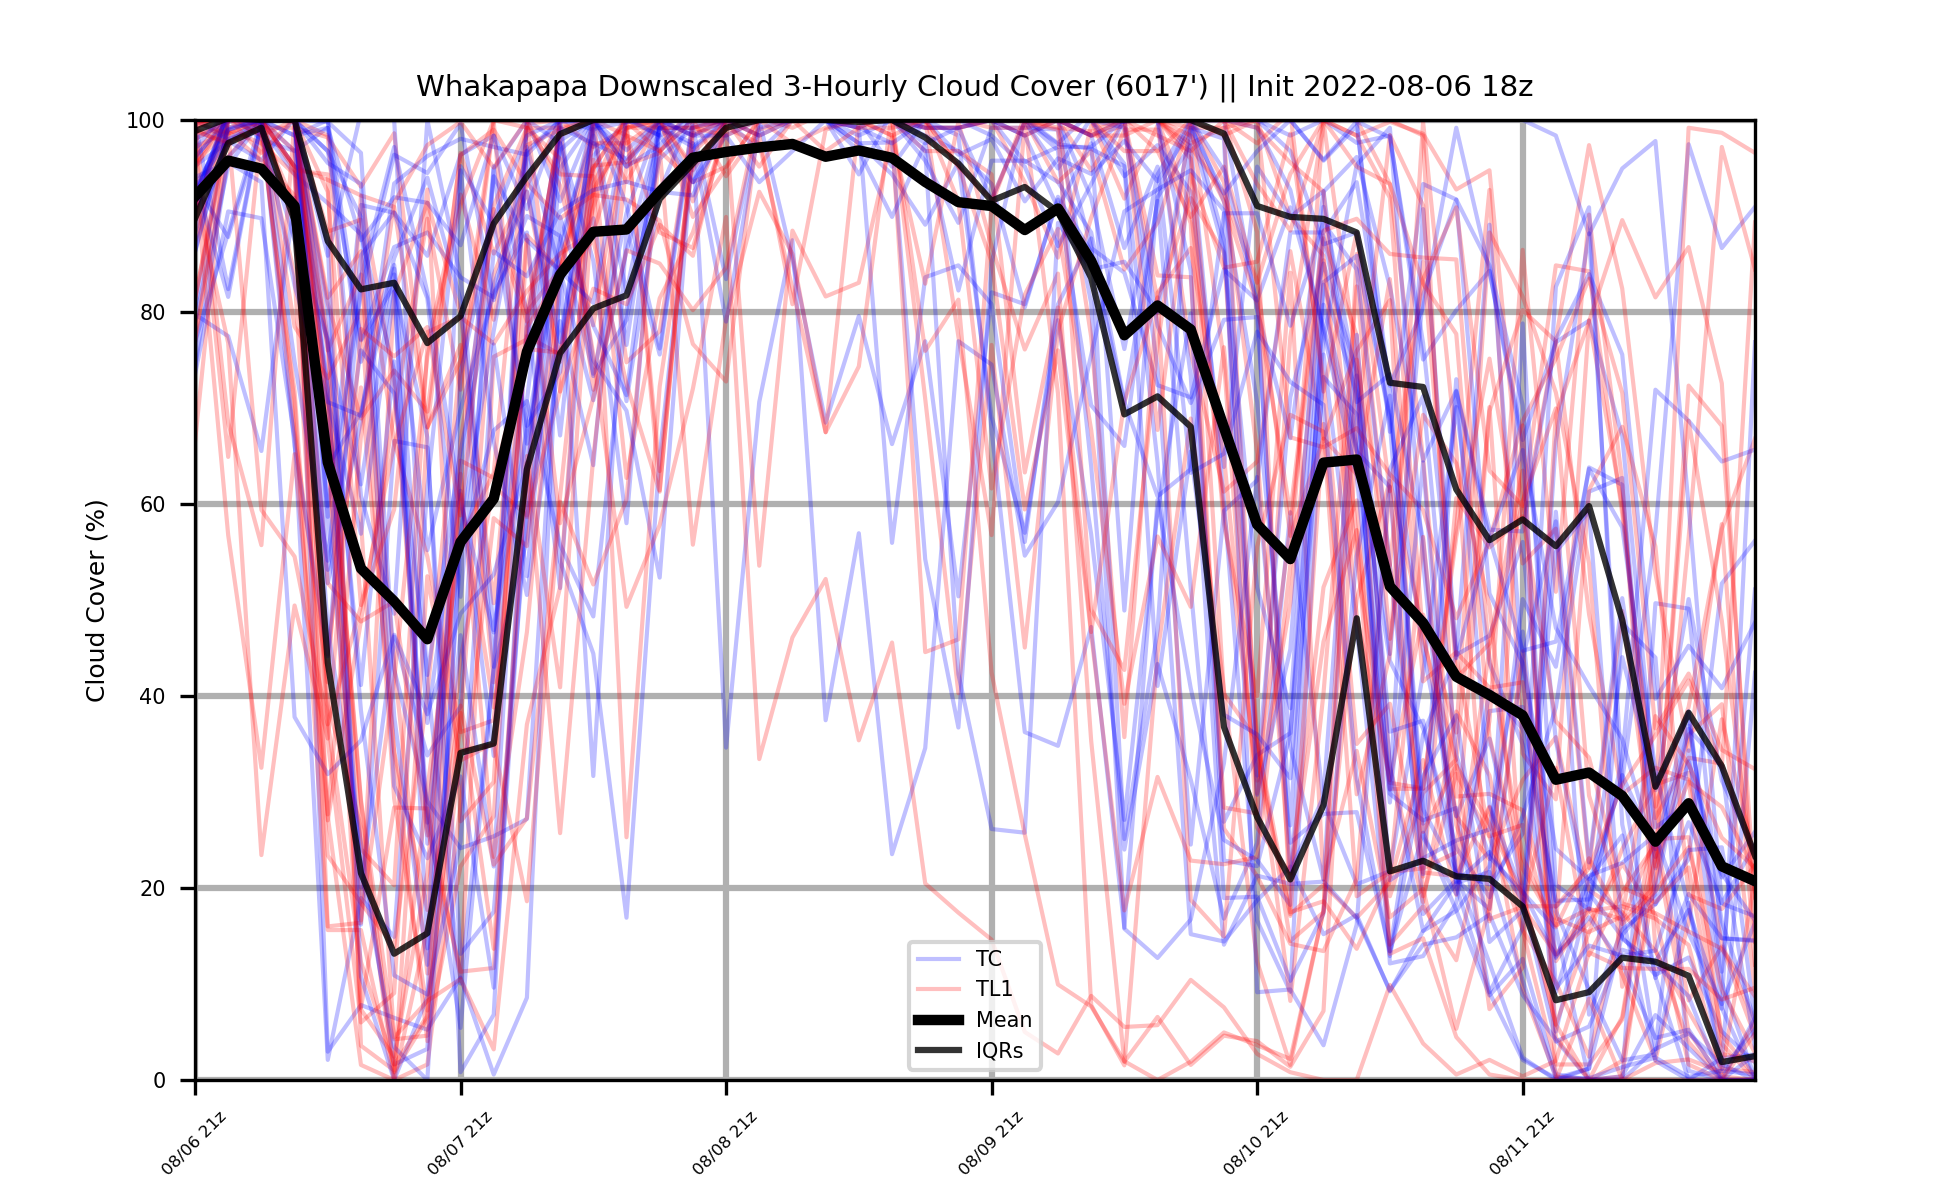 Whakapapa Downscaled 3-Hourly Cloud Cover (6017') || Init 2022-08-06 18z
Cloud Cover (%)
100
80
60
40
20
0
TC
TL1
Mean
IQRs
08/06 21z
08/07 21z
08/08 21z
08/09 21z
08/10 21z
08/11 21z